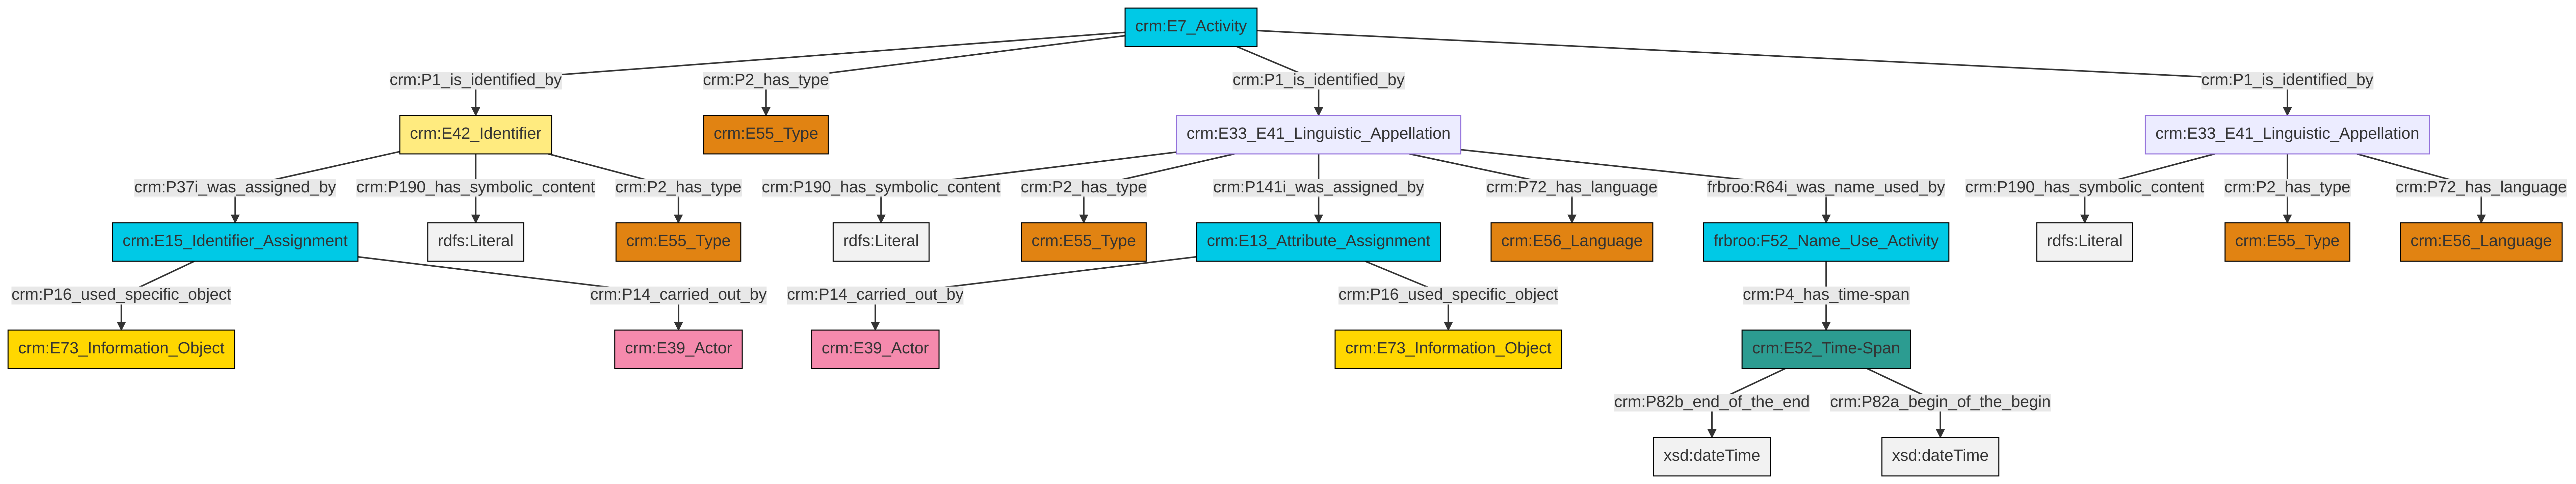 crm:E7_Activity
crm:P1_is_identified_by
crm:P2_has_type
crm:P1_is_identified_by
crm:P1_is_identified_by
crm:E42_Identifier
crm:E55_Type
crm:E33_E41_Linguistic_Appellation
crm:E33_E41_Linguistic_Appellation
crm:P37i_was_assigned_by
crm:P190_has_symbolic_content
crm:P2_has_type
crm:P190_has_symbolic_content
crm:P2_has_type
crm:P141i_was_assigned_by
crm:P72_has_language
frbroo:R64i_was_name_used_by
crm:P190_has_symbolic_content
crm:P2_has_type
crm:P72_has_language
crm:E15_Identifier_Assignment
rdfs:Literal
crm:E55_Type
rdfs:Literal
crm:E55_Type
crm:E13_Attribute_Assignment
crm:E56_Language
frbroo:F52_Name_Use_Activity
rdfs:Literal
crm:E55_Type
crm:E56_Language
crm:P16_used_specific_object
crm:P14_carried_out_by
crm:P14_carried_out_by
crm:P16_used_specific_object
crm:P4_has_time-span
crm:E73_Information_Object
crm:E39_Actor
crm:E39_Actor
crm:E73_Information_Object
crm:E52_Time-Span
crm:P82b_end_of_the_end
crm:P82a_begin_of_the_begin
xsd:dateTime
xsd:dateTime